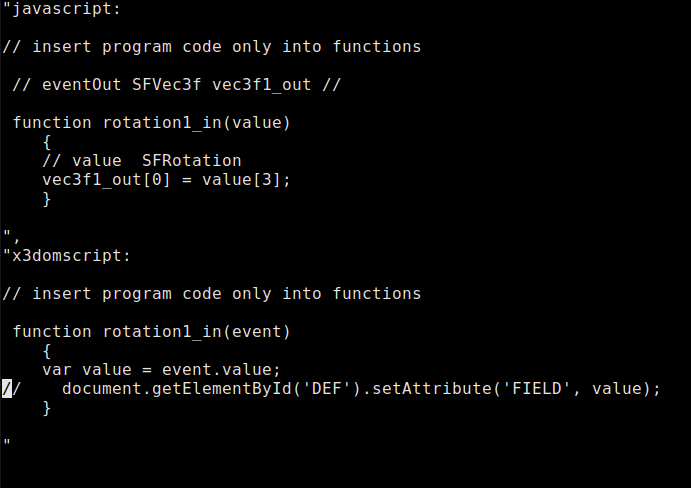 "javascript:
// insert program code only into functions
// eventOut SFVec3f vec3f1_out //
function rotation1_in(value)
{
// value  SFRotation
vec3f1_out[0] = value[3];
}
",
"x3domscript:
// insert program code only into functions
function rotation1_in(event)
{
var value = event.value;
//    document.getElementById('DEF').setAttribute('FIELD', value);
}
"